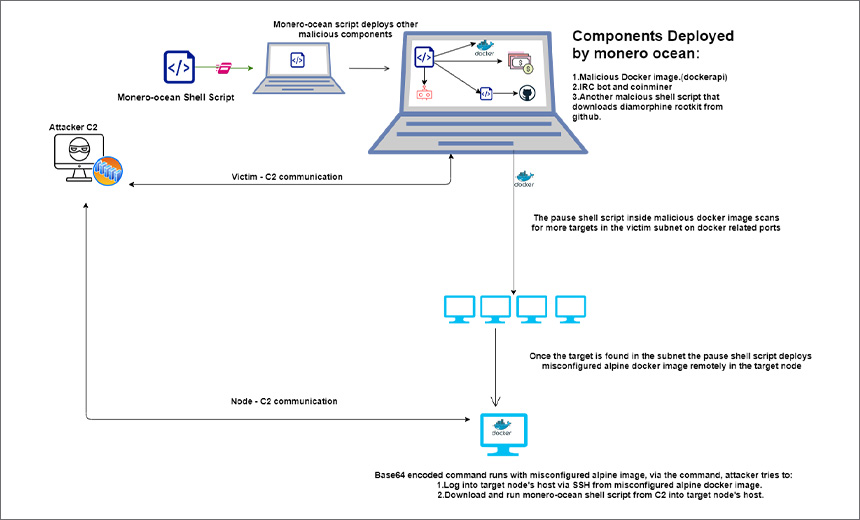 Monero-ocean script deploys other
malicious components
Monero-ocean Shell Script
docker
Components Deployed
by monero ocean:
1.Malicious Docker image.(dockerapi)
2.IRC bot and coinminer
3.Another malcious shell script that
downloads diamorphine rootkit from
github.
Attacker C2
Victim - C2 communication
docker
The pause shell script inside malicious docker image scans
for more targets in the victim subnet on docker related ports
Once the target is found in the subnet the pause shell script deploys
misconfigured alpine docker image remotely in the target node
Node - C2 communication
docker
Base64 encoded command runs with misconfigured alpine image, via the command, attacker tries to:
1.Log into target node's host via SSH from misconfigured alpine docker image.
2.Download and run monero-ocean shell script from C2 into target node's host.